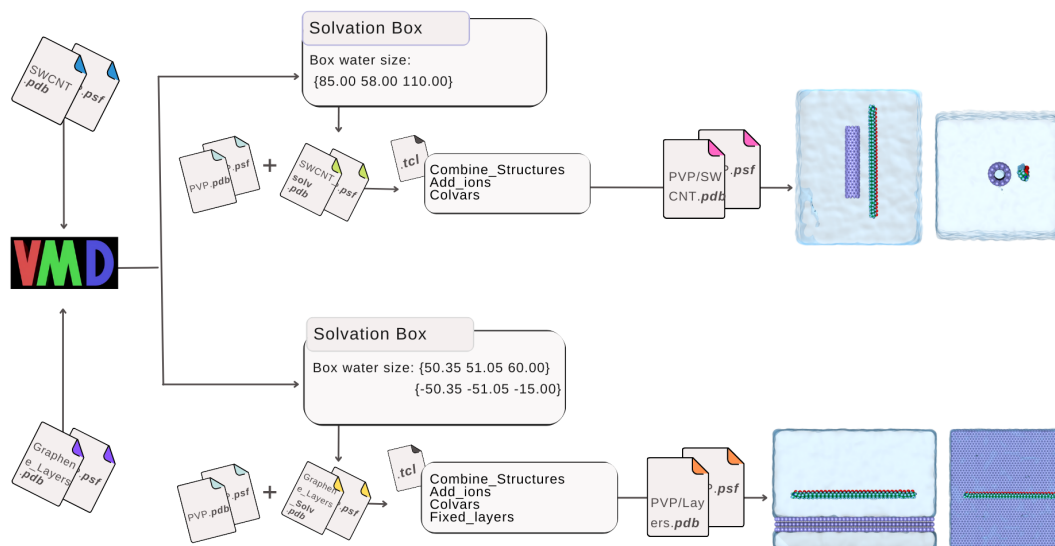 Solvation Box
Box water size:
{85.00 58.00 110.00}
SWCNT
.pdb
.psf
PVP.pdb
.psf
+
SWCNT_
solv
.pdb
.psf
.tcl
Combine_Structures
Add_ions
Colvars
PVP/SW
CNT.pdb
.psf
VMD
Solvation Box
Box water size: {50.35 51.05 60.00}
{-50.35 -51.05 -15.00}
Graphen
e_Layers
.pdb
.psf
PVP.pdb
.psf
+
Graphen
e_Layers
_Solv
.pdb
.psf
.tcl
Combine_Structures
Add_ions
Colvars
Fixed_layers
PVP/Lay
ers.pdb
.psf